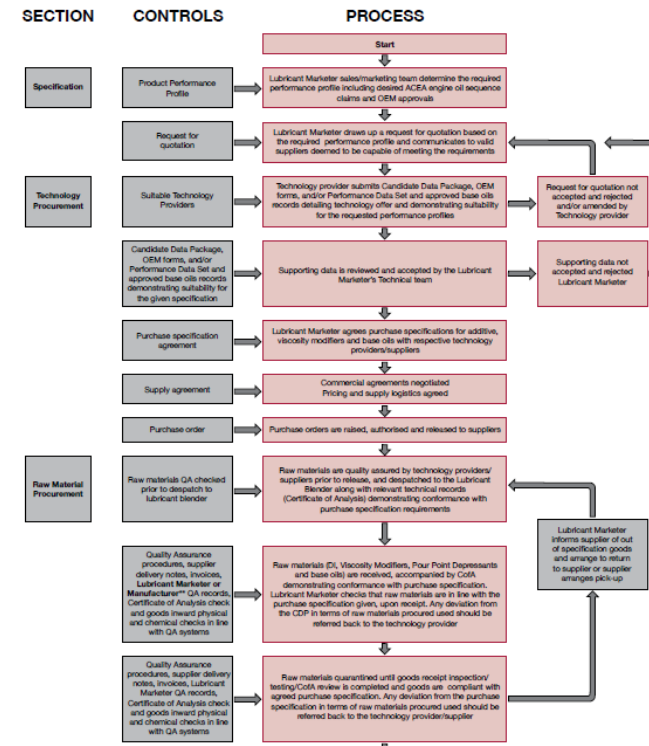 SECTION
CONTROLS
PROCESS
Start
Specification
Product Performance
Profile
Lubricant Marketer sales/marketing team determine the required
performance profile including desired ACEA engine oil sequence
claims and OEM approvals
Request for
quotation
Lubricant Marketer draws up a request for quotation based on
the required performance profile and communicates to valid
suppliers deemed to be capable of meeting the requirements
Technology
Procurement
Suitable Technology
Providers
Technology provider submits Candidate Data Package, OEM
forms, and/or Performance Data Set and approved base oils
records detailing technology offer and demonstrating suitability
for the requested performance profiles
Request for quotation not
accepted and rejected
and/or amended by
Technology provider
Candidate Data Package,
OEM forms, and/or
Performance Data Set and
approved base oils records
demonstrating suitability for
the given specification
Supporting data is reviewed and accepted by the Lubricant
Marketer's Technical team
Supporting data not
accepted and rejected
Lubricant Marketer
Purchase specification
agreement
Lubricant Marketer agrees purchase specifications for additive,
viscosity modifiers and base oils with respective technology
providers/suppliers
Supply agreement
Commercial agreements negotiated
Pricing and supply logistics agreed
Purchase order
Purchase orders are raised, authorised and released to suppliers
Raw Material
Procurement
Raw materials QA checked
prior to despatch to
lubricant blender
Raw materials are quality assured by technology providers/
suppliers prior to release, and despatched to the Lubricant
Blender along with relevant technical records
(Certificate of Analysis) demonstrating conformance with
purchase specification requirements
Lubricant Marketer
informs supplier of out
of specification goods
and arrange to return
to supplier or supplier
arranges pick-up
Quality Assurance
procedures, supplier
delivery notes, invoices,
Lubricant Marketer or
Manufacturer** QA records,
Certificate of Analysis check
and goods inward physical
and chemical checks in line
with QA systems
Raw materials (DI, Viscosity Modifiers, Pour Point Depressants
and base oils) are received, accompanied by CofA
demonstrating conformance with purchase specification.
Lubricant Marketer checks that raw materials are in line with the
purchase specification given, upon receipt. Any deviation from
the CDP in terms of raw materials procured used should be
referred back to the technology provider
Quality Assurance
procedures, supplier delivery
notes, invoices, Lubricant
Marketer QA records,
Certificate of Analysis check
and goods inward physical
and chemical checks in line
with QA systems
Raw materials quarantined until goods receipt inspection/
testing/CofA review is completed and goods are compliant with
agreed purchase specification. Any deviation from the purchase
specification in terms of raw materials procured used should be
referred back to the technology provider/supplier